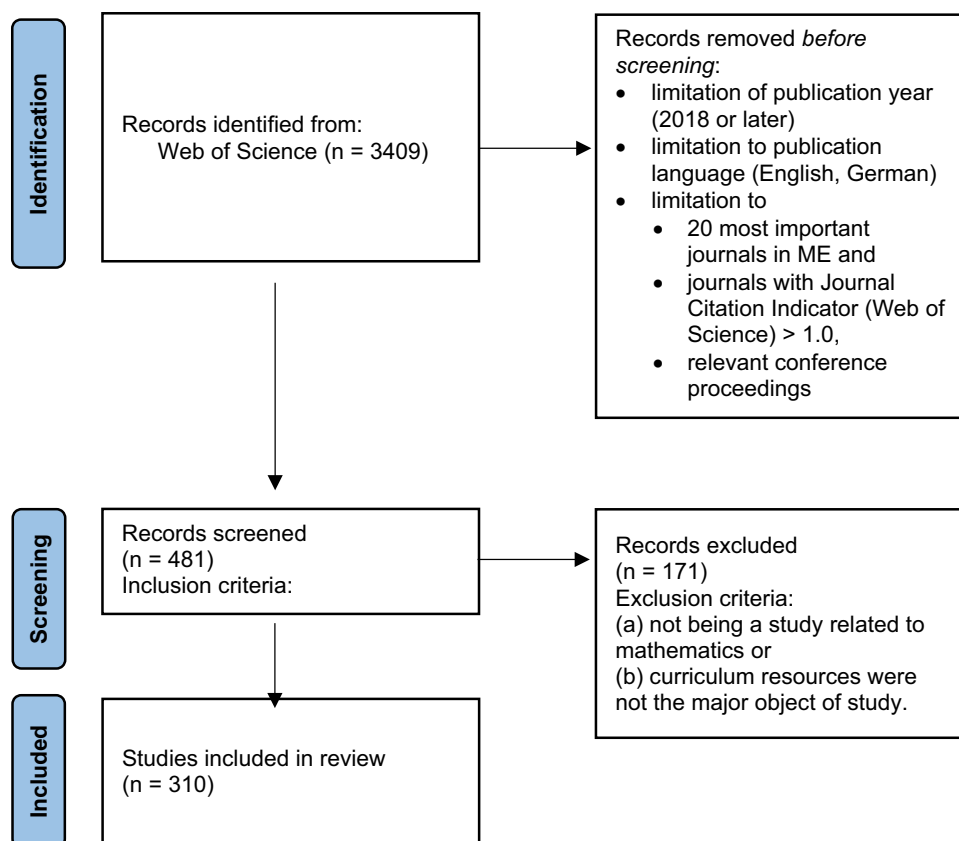 Identification
Records identified from:
Web of Science (n = 3409)
Records removed before
screening:
• limitation of publication year
(2018 or later)
• limitation to publication
language (English, German)
• limitation to
• 20 most important
journals in ME and
• journals with Journal
Citation Indicator (Web of
Science) > 1.0,
• relevant conference
proceedings
Screening
Records screened
(n = 481)
Inclusion criteria:
Records excluded
(n = 171)
Exclusion criteria:
(a) not being a study related to
mathematics or
(b) curriculum resources were
not the major object of study.
Included
Studies included in review
(n = 310)